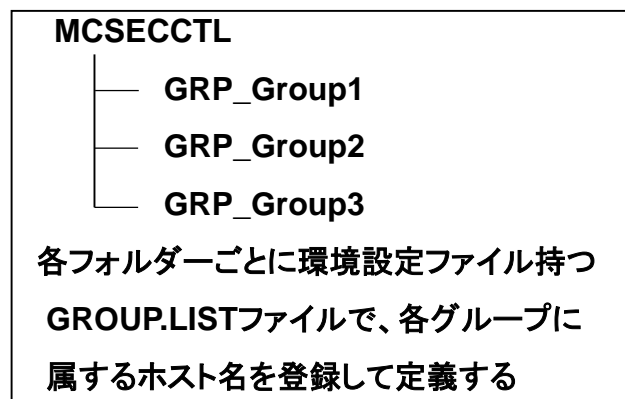 MCSECCTL
GRP_Group1
GRP_Group2
GRP_Group3
各フォルダーごとに環境設定ファイル持つ
GROUP.LISTファイルで、各グループに
属するホスト名を登録して定義する